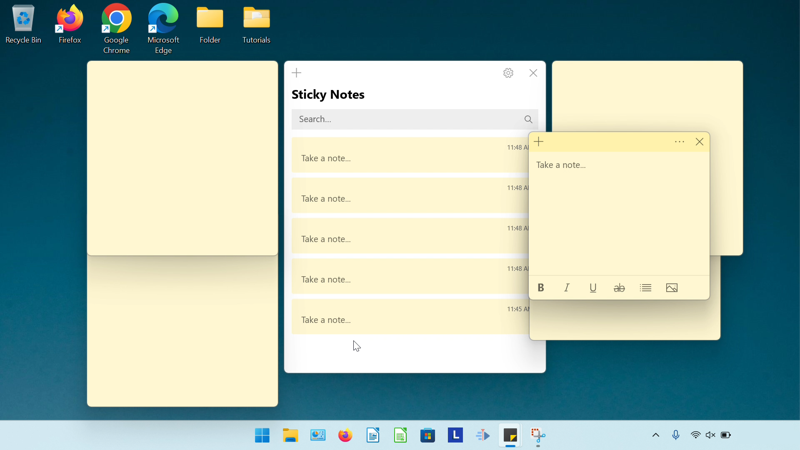 Recycle Bin
Firefox
Google
Chrome
Microsoft
Edge
Folder
Tutorials
Sticky Notes
Search...
11:48 A
Take a note...
11:48 A
Take a note...
11:48 A
Take a note...
11:48 A
Take a note...
11:45 A
Take a note...
Take a note...
B I U ab
L